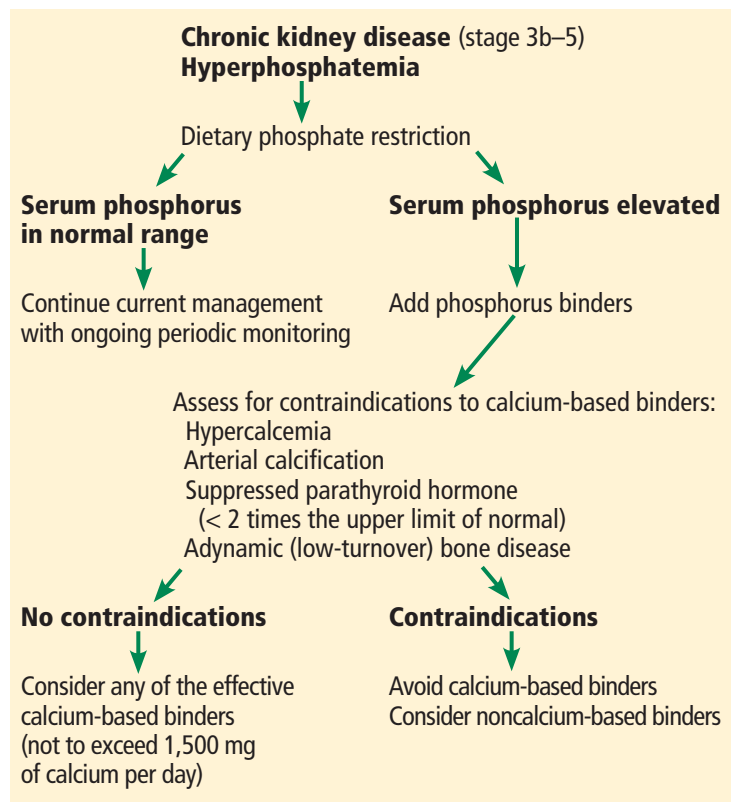 Chronic kidney disease (stage 3b–5)
Hyperphosphatemia
Dietary phosphate restriction
Serum phosphorus
in normal range
Continue current management
with ongoing periodic monitoring
Serum phosphorus elevated
Add phosphorus binders
Assess for contraindications to calcium-based binders:
Hypercalcemia
Arterial calcification
Suppressed parathyroid hormone
(< 2 times the upper limit of normal)
Adynamic (low-turnover) bone disease
No contraindications
Consider any of the effective
calcium-based binders
(not to exceed 1,500 mg
of calcium per day)
Contraindications
Avoid calcium-based binders
Consider noncalcium-based binders